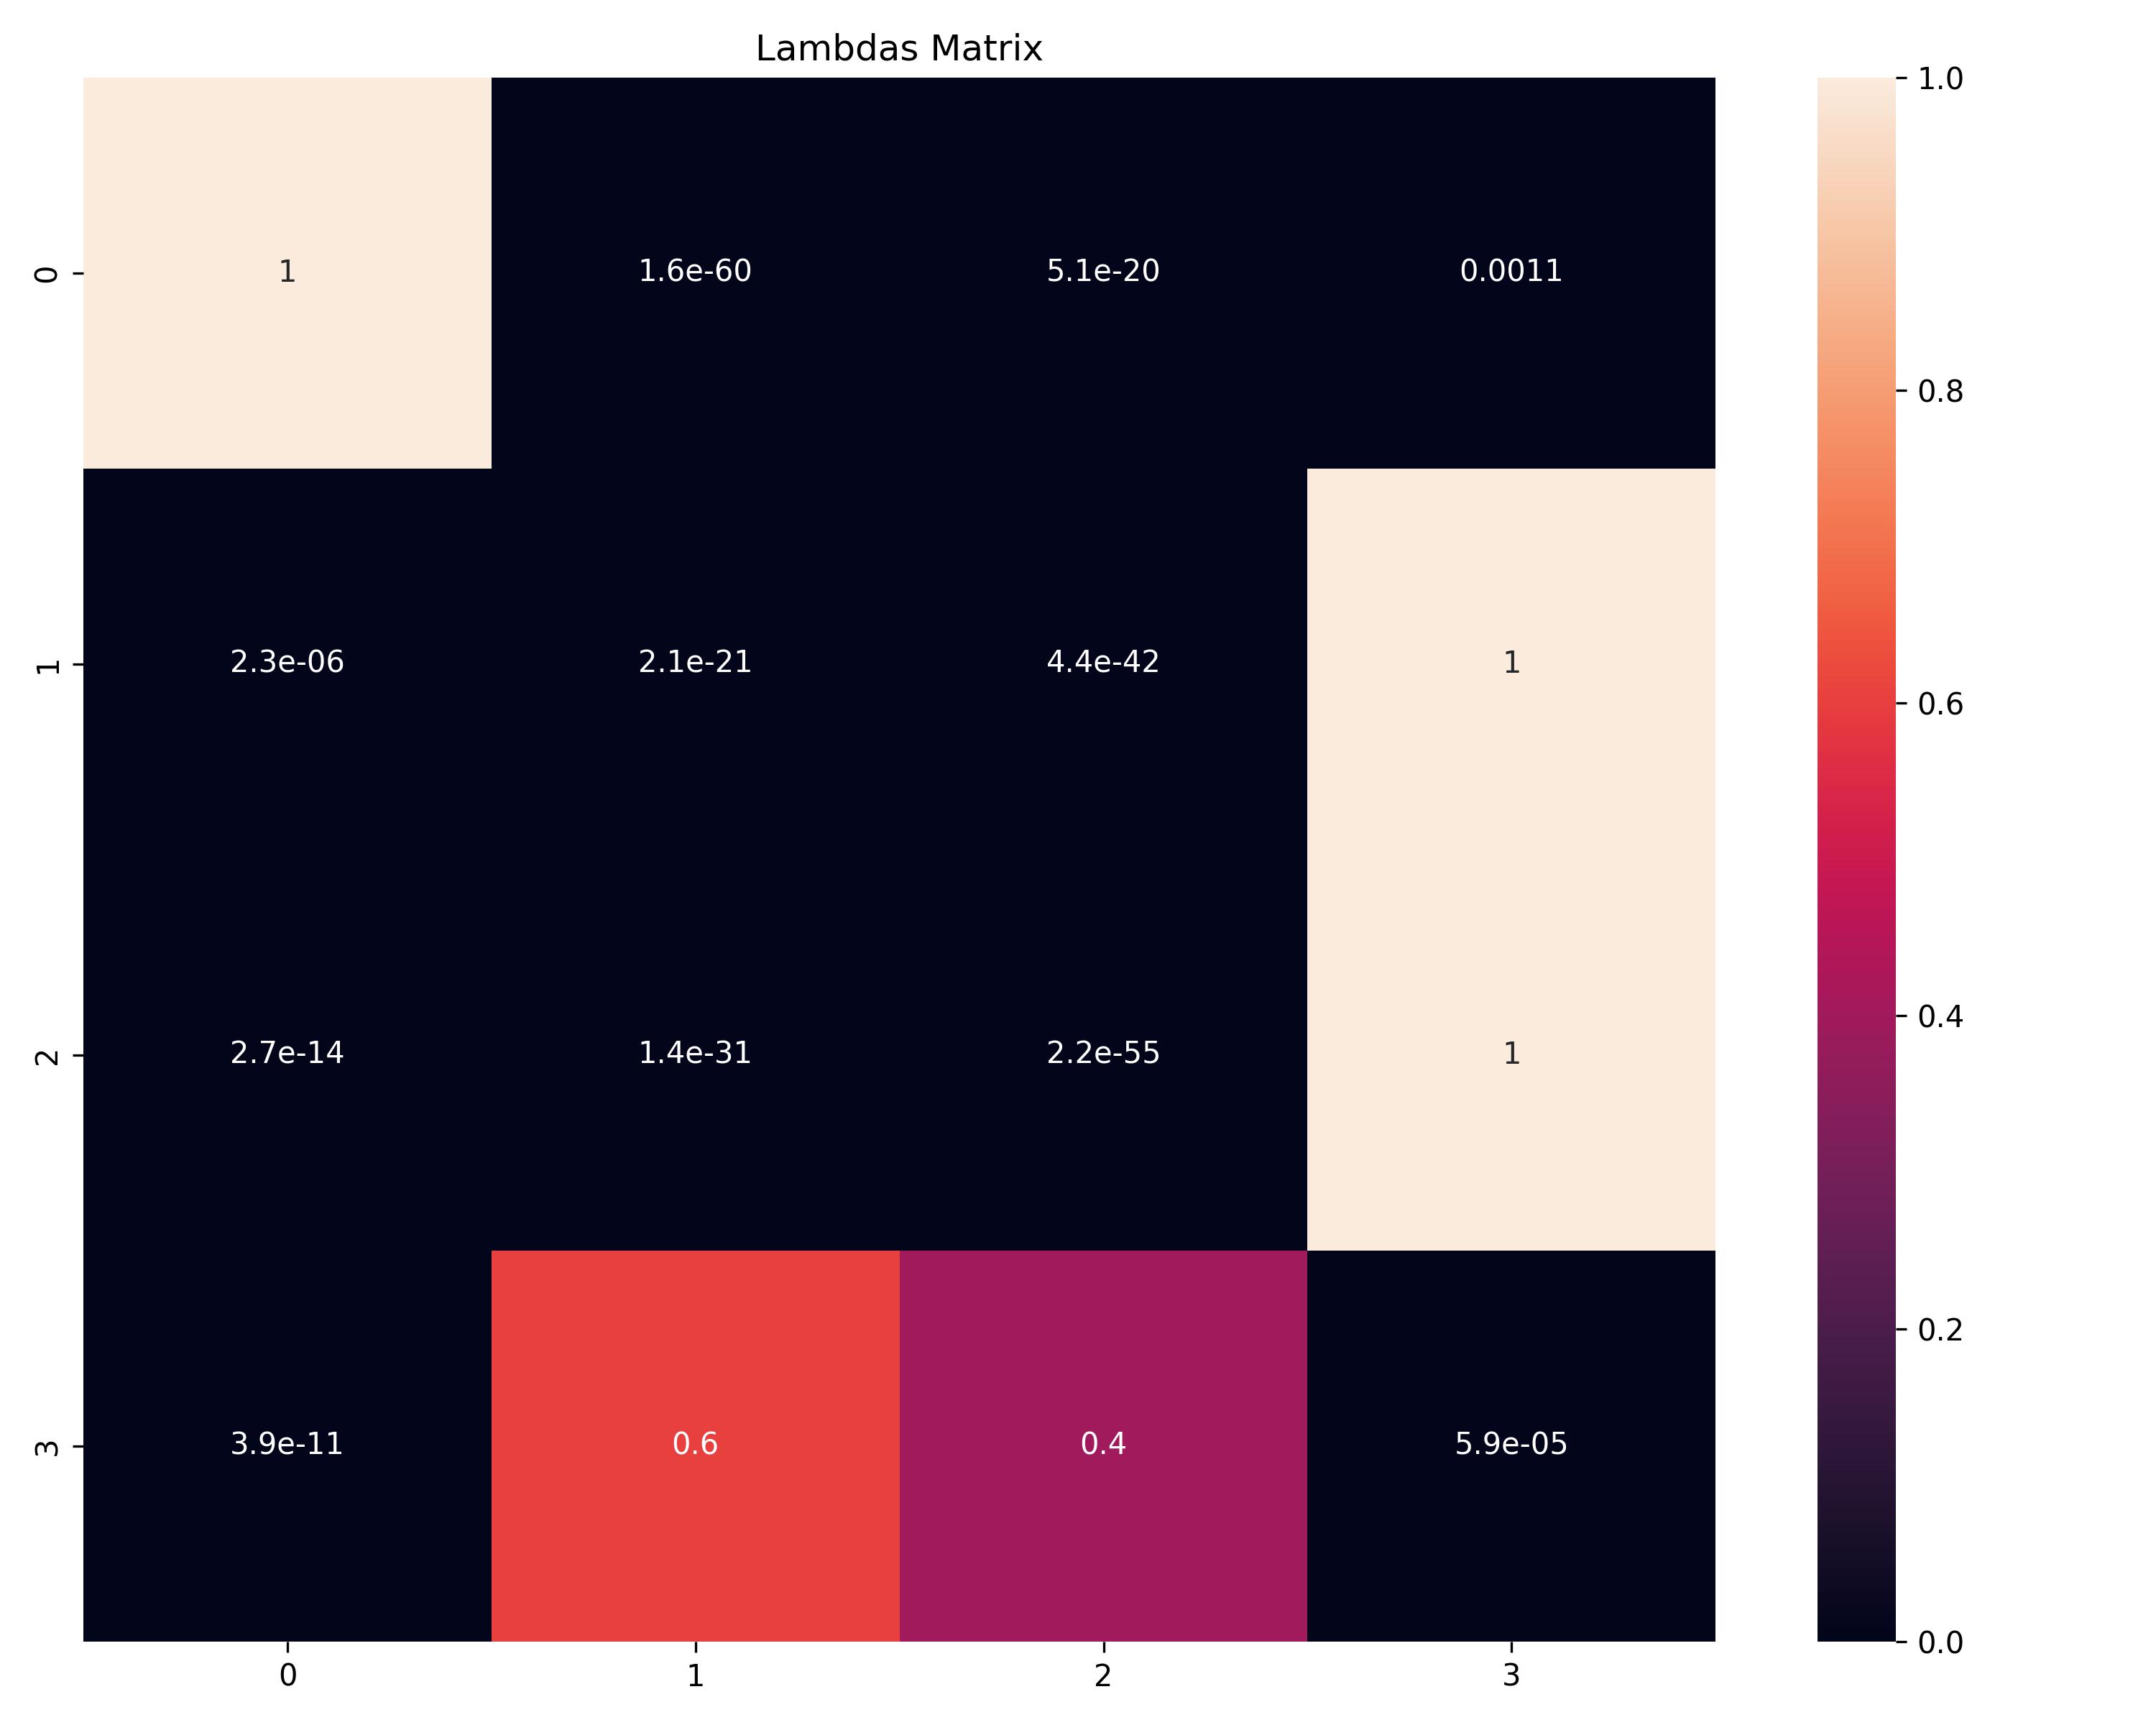 Lambdas Matrix
1.0
0.8
0.6
0.4
0.2
0.0
0 1 1.6e-60 5.1e-20 0.0011
1 2.3e-06 2.1e-21 4.4e-42 1
2 2.7e-14 1.4e-31 2.2e-55 1
3 3.9e-11 0.6 0.4 5.9e-05
0 1 2 3